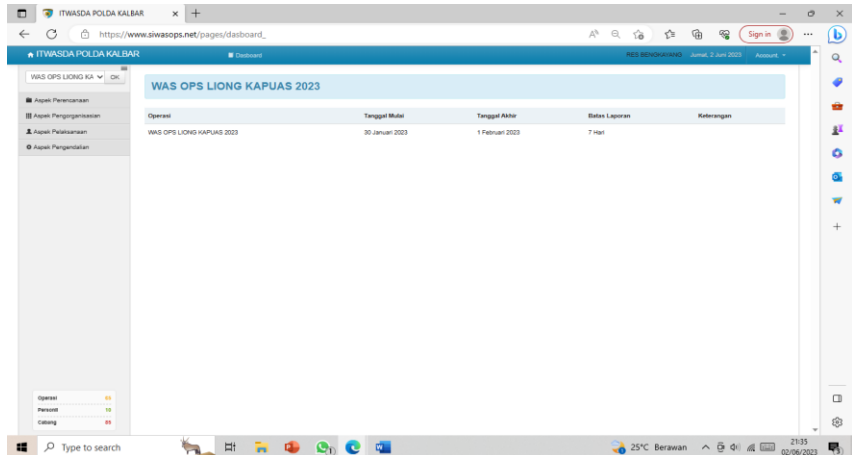 ITWASDA POLDA KALBAR
https://www.siwasops.net/pages/dasboard_
Sign in
ITWASDA POLDA KALBAR
Dasboard
RES BENGKAYANG Jumat, 2 Juni 2023 Account
WAS OPS LIONG KA OK
WAS OPS LIONG KAPUAS 2023
Aspek Perencanaan
Aspek Pengorganisasian
Aspek Pelaksanaan
Aspek Pengendalian
Operasi Tanggal Mulai Tanggal Akhir Batas Laporan Keterangan
WAS OPS LIONG KAPUAS 2023 30 Januari 2023 1 Februari 2023 7 Hari
Operasi
Personil
Cabang
Type to search
25°C Berawan
21:35
02/06/2023